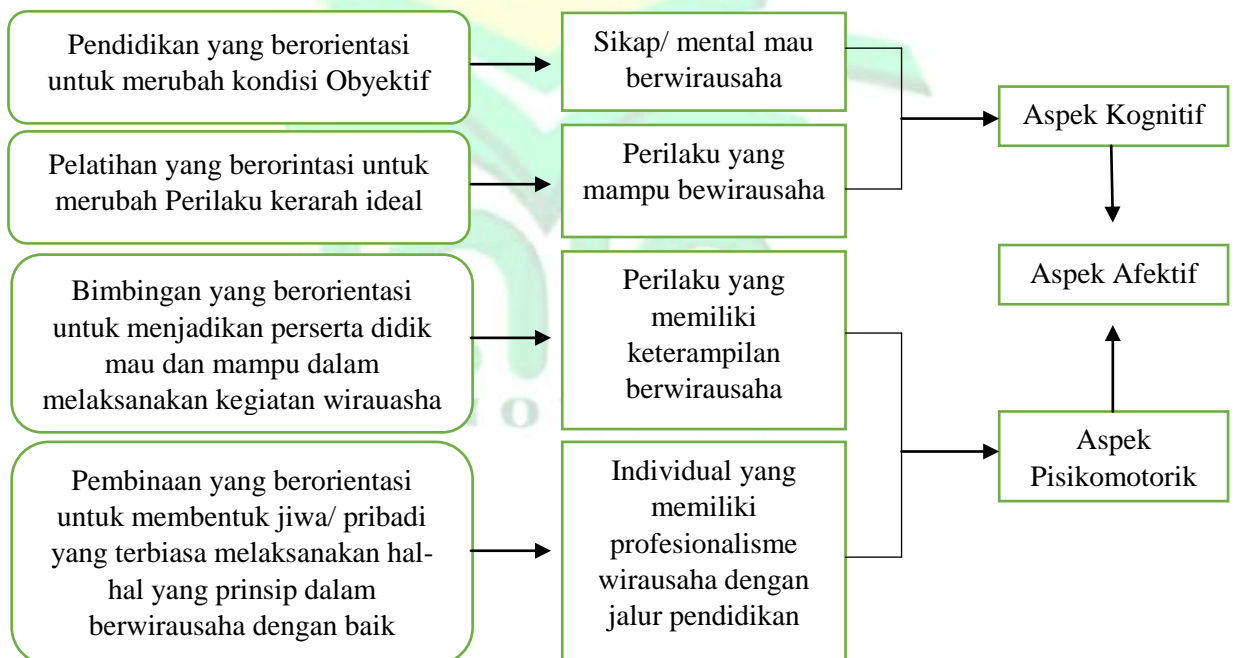 Pendidikan yang berorientasi
untuk merubah kondisi Obyektif
Sikap/ mental mau
berwirausaha
Pelatihan yang berorintasi untuk
merubah Perilaku kerarah ideal
Perilaku yang
mampu bewirausaha
Aspek Kognitif
Aspek Afektif
Bimbingan yang berorientasi
untuk menjadikan perserta didik
mau dan mampu dalam
melaksanakan kegiatan wirauasha
Perilaku yang
memiliki
keterampilan
berwirausaha
Pembinaan yang berorientasi
untuk membentuk jiwa/ pribadi
yang terbiasa melaksanakan hal-
hal yang prinsip dalam
berwirausaha dengan baik
Individual yang
memiliki
profesionalisme
wirausaha dengan
jalur pendidikan
Aspek
Pisikomotorik